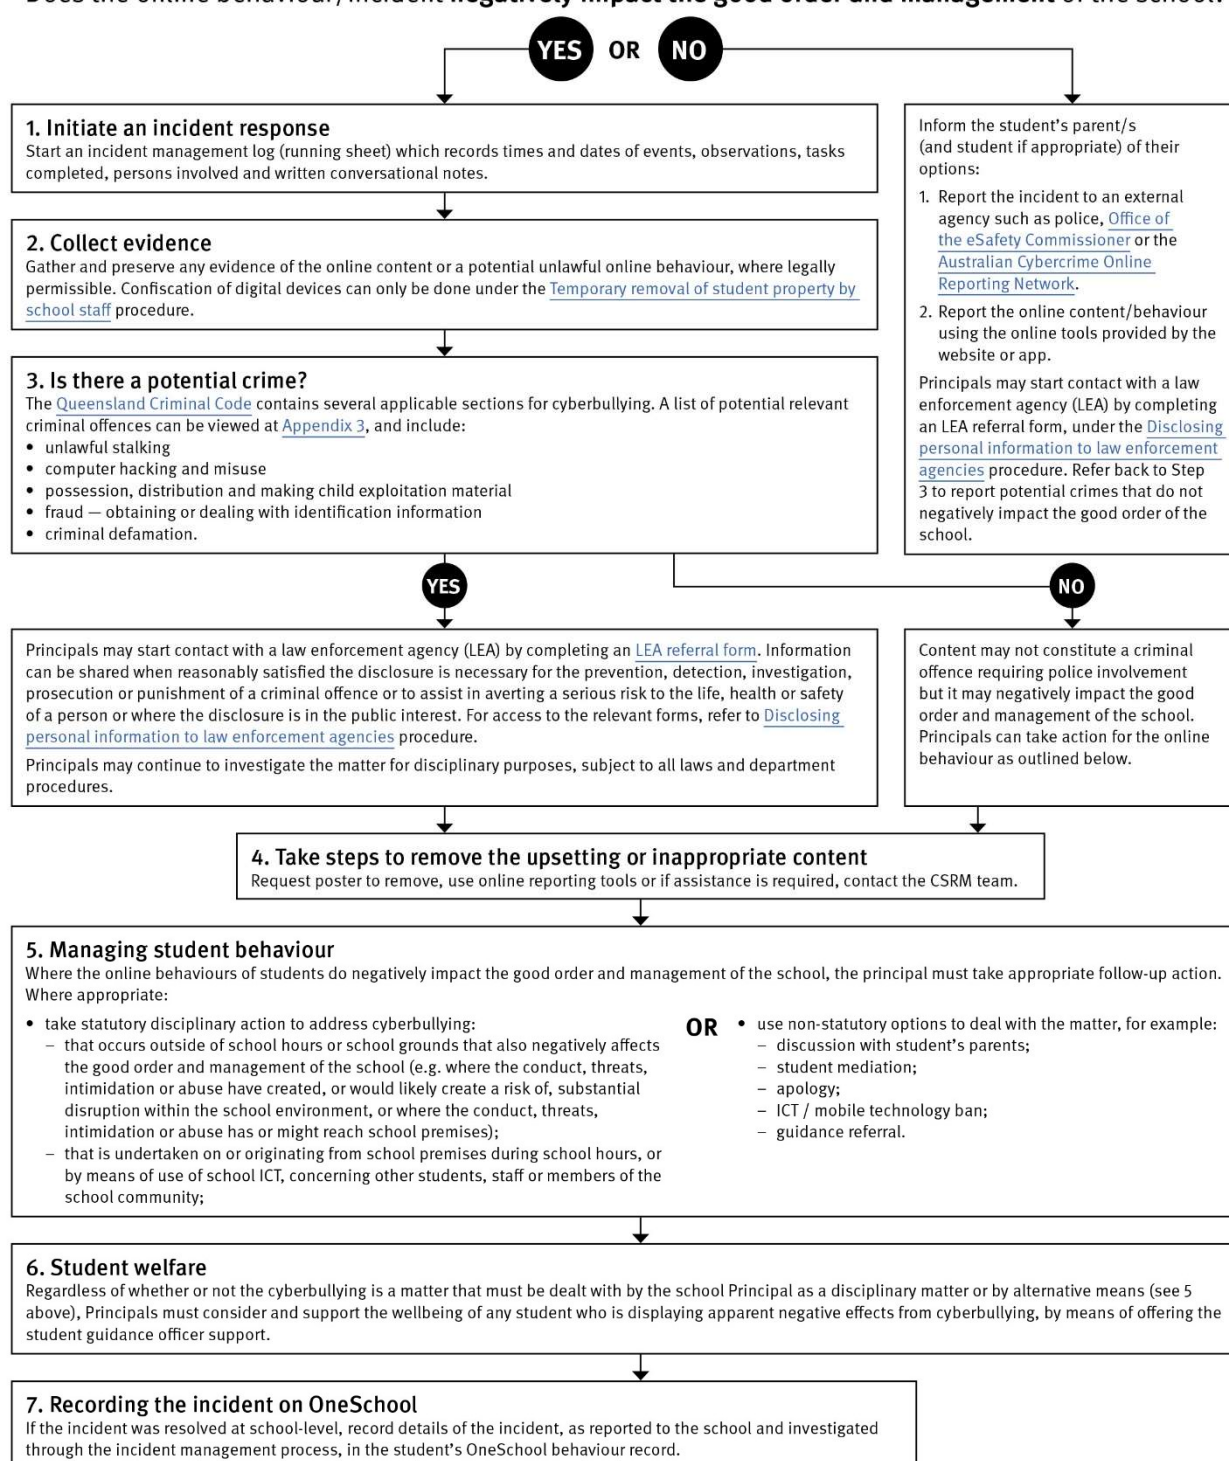 Does the online behaviour/incident negatively impact the good order and management of the school?
YES OR NO
1. Initiate an incident response
Start an incident management log (running sheet) which records times and dates of events, observations, tasks
completed, persons involved and written conversational notes.
2. Collect evidence
Gather and preserve any evidence of the online content or a potential unlawful online behaviour, where legally
permissible. Confiscation of digital devices can only be done under the Temporary removal of student property by
school staff procedure.
3. Is there a potential crime?
The Queensland Criminal Code contains several applicable sections for cyberbullying. A list of potential relevant
criminal offences can be viewed at Appendix 3, and include:
• unlawful stalking
• computer hacking and misuse
• possession, distribution and making child exploitation material
• fraud — obtaining or dealing with identification information
• criminal defamation.
Inform the student's parent/s
(and student if appropriate) of their
options:
1. Report the incident to an external
agency such as police, Office of
the eSafety Commissioner or the
Australian Cybercrime Online
Reporting Network.
2. Report the online content/behaviour
using the online tools provided by the
website or app.
Principals may start contact with a law
enforcement agency (LEA) by completing
an LEA referral form, under the Disclosing
personal information to law enforcement
agencies procedure. Refer back to Step
3 to report potential crimes that do not
negatively impact the good order of the
school.
YES
NO
Principals may start contact with a law enforcement agency (LEA) by completing an LEA referral form. Information
can be shared when reasonably satisfied the disclosure is necessary for the prevention, detection, investigation,
prosecution or punishment of a criminal offence or to assist in averting a serious risk to the life, health or safety
of a person or where the disclosure is in the public interest. For access to the relevant forms, refer to Disclosing
personal information to law enforcement agencies procedure.
Principals may continue to investigate the matter for disciplinary purposes, subject to all laws and department
procedures.
Content may not constitute a criminal
offence requiring police involvement
but it may negatively impact the good
order and management of the school.
Principals can take action for the online
behaviour as outlined below.
4. Take steps to remove the upsetting or inappropriate content
Request poster to remove, use online reporting tools or if assistance is required, contact the CSRM team.
5. Managing student behaviour
Where the online behaviours of students do negatively impact the good order and management of the school, the principal must take appropriate follow-up action.
Where appropriate:
• take statutory disciplinary action to address cyberbullying:
– that occurs outside of school hours or school grounds that also negatively affects
the good order and management of the school (e.g. where the conduct, threats,
intimidation or abuse have created, or would likely create a risk of, substantial
disruption within the school environment, or where the conduct, threats,
intimidation or abuse has or might reach school premises);
– that is undertaken on or originating from school premises during school hours, or
by means of use of school ICT, concerning other students, staff or members of the
school community;
OR
• use non-statutory options to deal with the matter, for example:
– discussion with student's parents;
– student mediation;
– apology;
– ICT / mobile technology ban;
– guidance referral.
6. Student welfare
Regardless of whether or not the cyberbullying is a matter that must be dealt with by the school Principal as a disciplinary matter or by alternative means (see 5
above), Principals must consider and support the wellbeing of any student who is displaying apparent negative effects from cyberbullying, by means of offering the
student guidance officer support.
7. Recording the incident on OneSchool
If the incident was resolved at school-level, record details of the incident, as reported to the school and investigated
through the incident management process, in the student's OneSchool behaviour record.